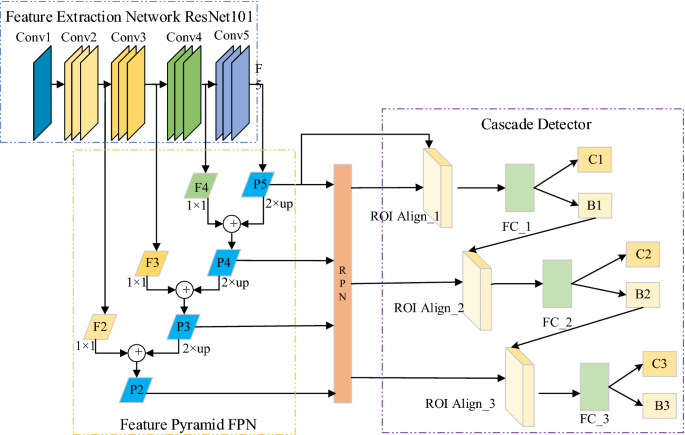 Feature Extraction Network ResNet101
Conv1 Conv2 Conv3 Conv4 Conv5
F5
Cascade Detector
F4 P5
1×1 2×up
+
ROI Align_1
FC_1
C1
B1
F3 P4
1×1 2×up
+
RPN
ROI Align_2
FC_2
C2
B2
F2 P3
1×1 2×up
+
P2
ROI Align_3
FC_3
C3
B3
Feature Pyramid FPN